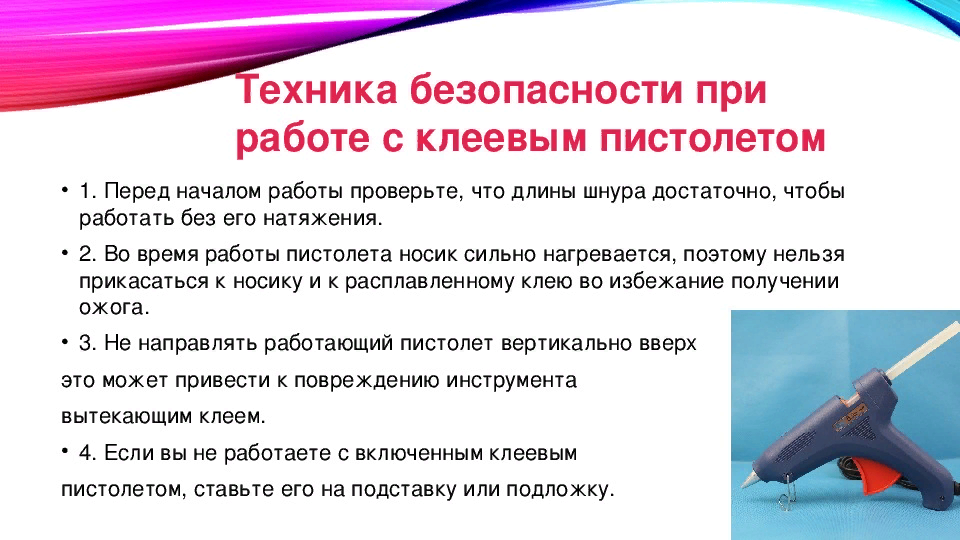 Техника безопасности при
работе с клеевым пистолетом
• 1. Перед началом работы проверьте, что длины шнура достаточно, чтобы
работать без его натяжения.
• 2. Во время работы пистолета носик сильно нагревается, поэтому нельзя
прикасаться к носику и к расплавленному клею во избежание получении
ожога.
• 3. Не направлять работающий пистолет вертикально вверх
это может привести к повреждению инструмента
вытекающим клеем.
• 4. Если вы не работаете с включенным клеевым
пистолетом, ставьте его на подставку или подложку.